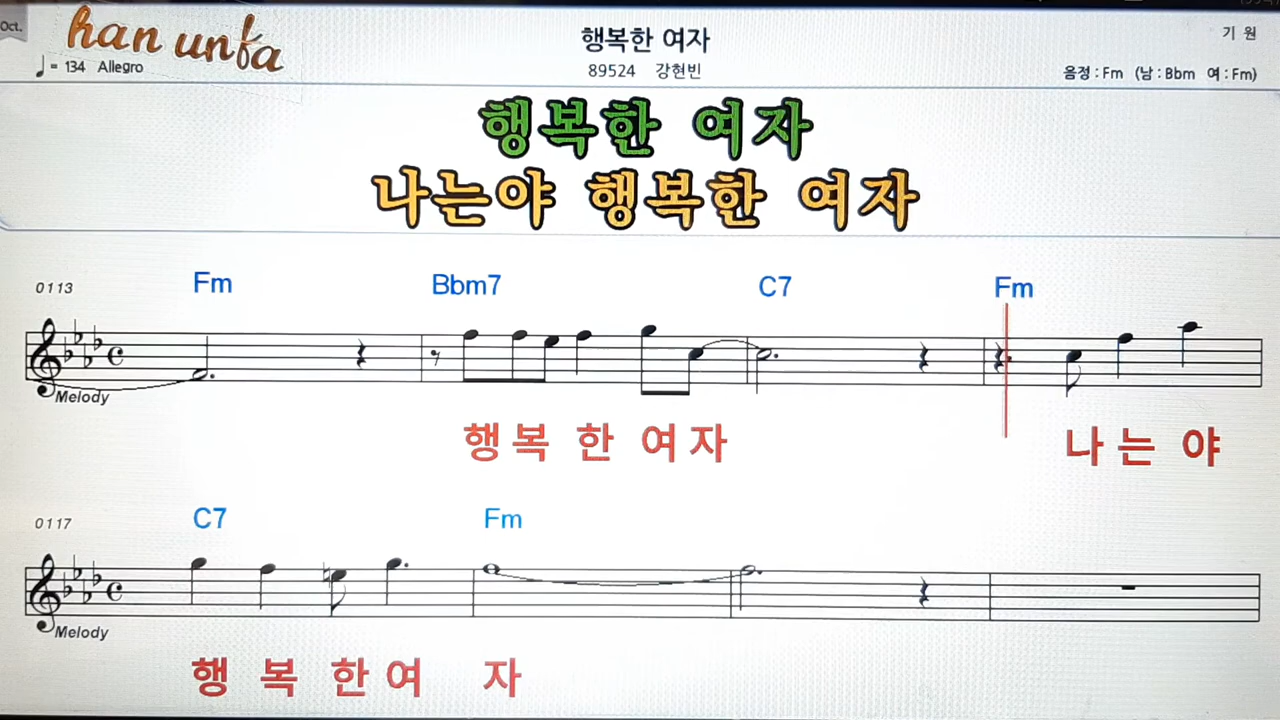 Oct.
han unfa
행복한 여자
기 원
♩ = 134 Allegro
89524 강현빈
음정 : Fm (남 : Bbm 여 : Fm)
행복한 여자
나는야 행복한 여자
0113 Fm Bbm7 C7 Fm
Melody
행 복 한 여 자 나 는 야
0117 C7 Fm
Melody
행 복 한 여 자